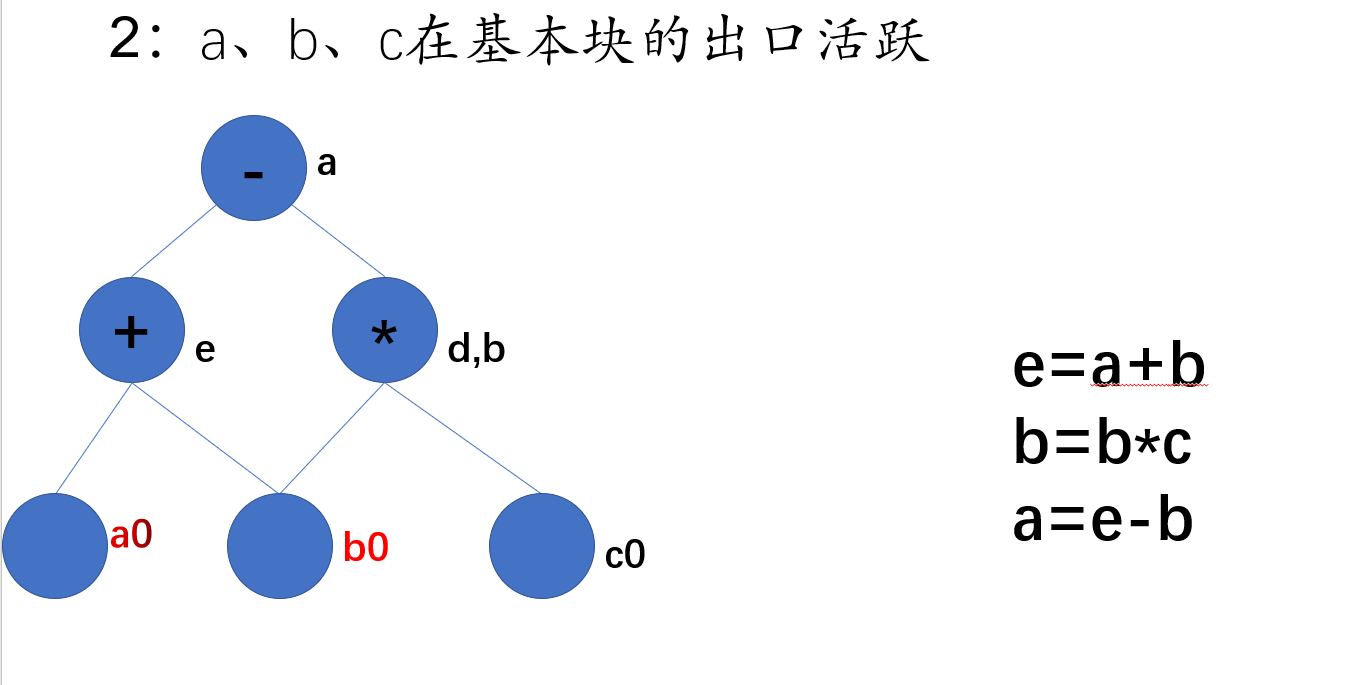 2：a、b、c在基本块的出口活跃
-
a
+
e
*
d,b
a0
b0
c0
e=a+b
b=b*c
a=e-b